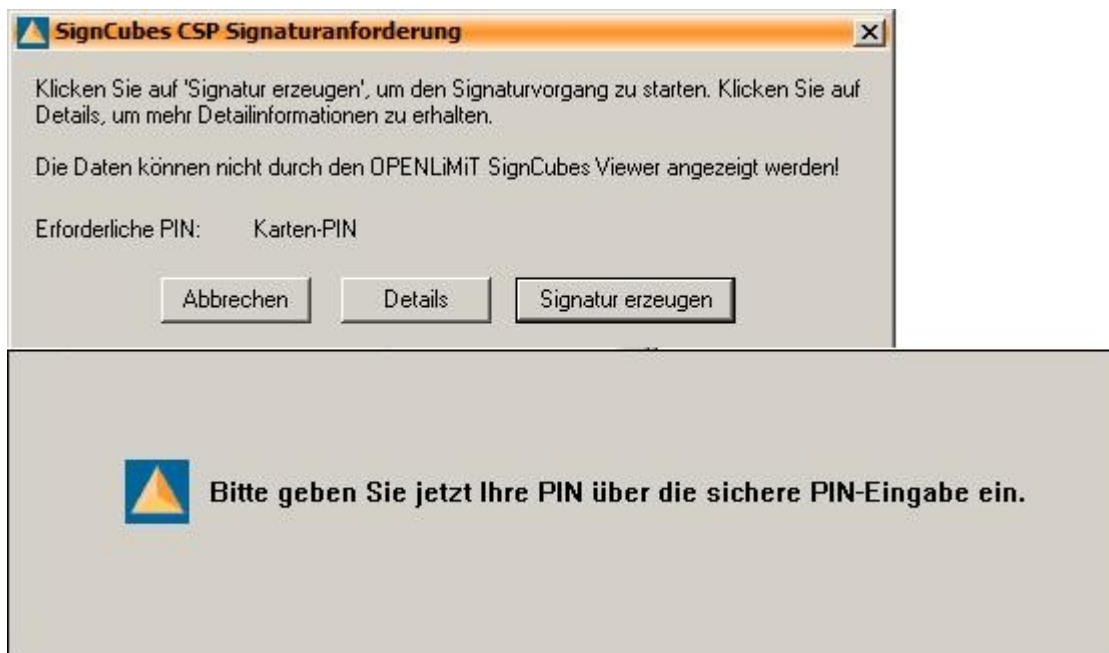 SignCubes CSP Signaturanforderung
Klicken Sie auf 'Signatur erzeugen', um den Signaturvorgang zu starten. Klicken Sie auf
Details, um mehr Detailinformationen zu erhalten.
Die Daten können nicht durch den OPENLiMiT SignCubes Viewer angezeigt werden!
Erforderliche PIN: Karten-PIN
Abbrechen Details Signatur erzeugen
Bitte geben Sie jetzt Ihre PIN über die sichere PIN-Eingabe ein.